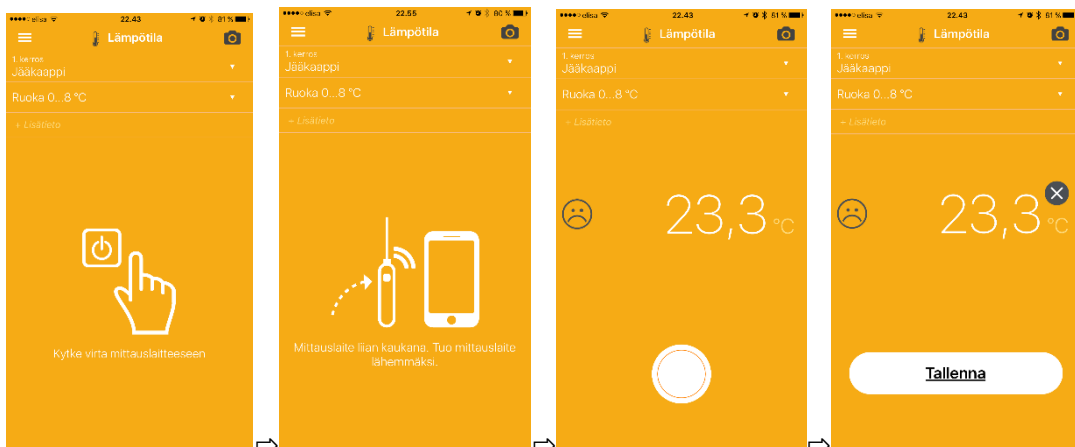 elisa 22.43 81 %
Lämpötila
1. kerros
Jääkaappi
Ruoka 0...8 °C
+ Lisätieto
Kytke virta mittauslaitteeseen
elisa 22.55 80 %
Lämpötila
1. kerros
Jääkaappi
Ruoka 0...8 °C
+ Lisätieto
Mittauslaite liian kaukana. Tuo mittauslaite
lähemmäksi.
elisa 22.43 81 %
Lämpötila
1. kerros
Jääkaappi
Ruoka 0...8 °C
+ Lisätieto
23,3 °C
elisa 22.43 81 %
Lämpötila
1. kerros
Jääkaappi
Ruoka 0...8 °C
+ Lisätieto
23,3 °C
Tallenna